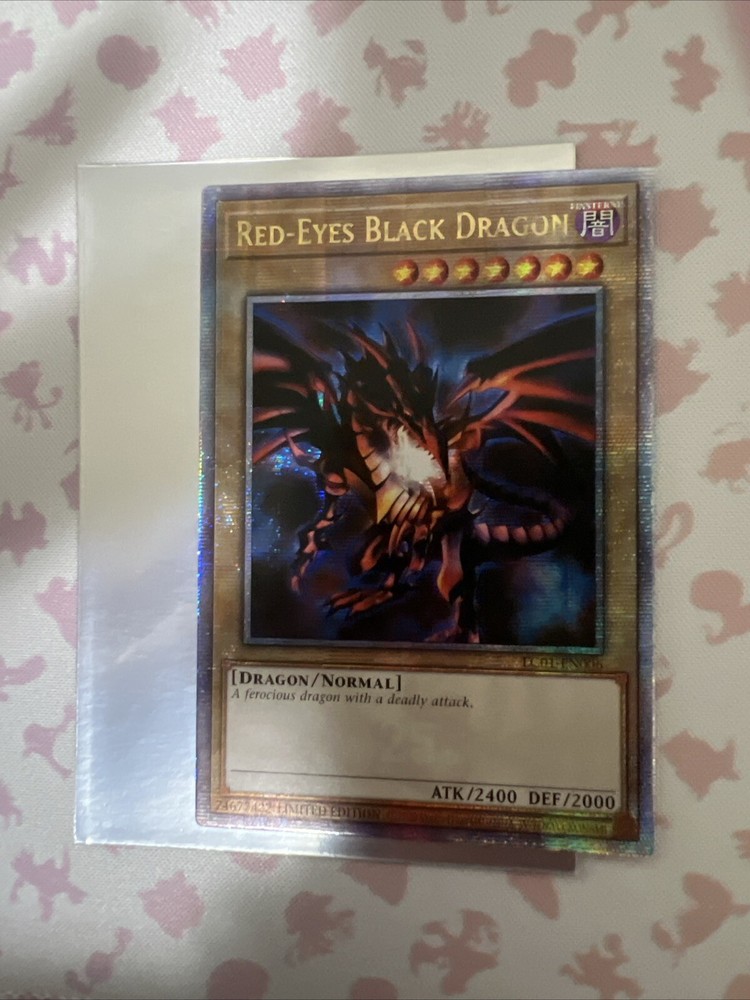 RED-EYES BLACK DRAGON
闇
[DRAGON/NORMAL]
A ferocious dragon with a deadly attack.
ATK/2400 DEF/2000
LIMITED EDITION